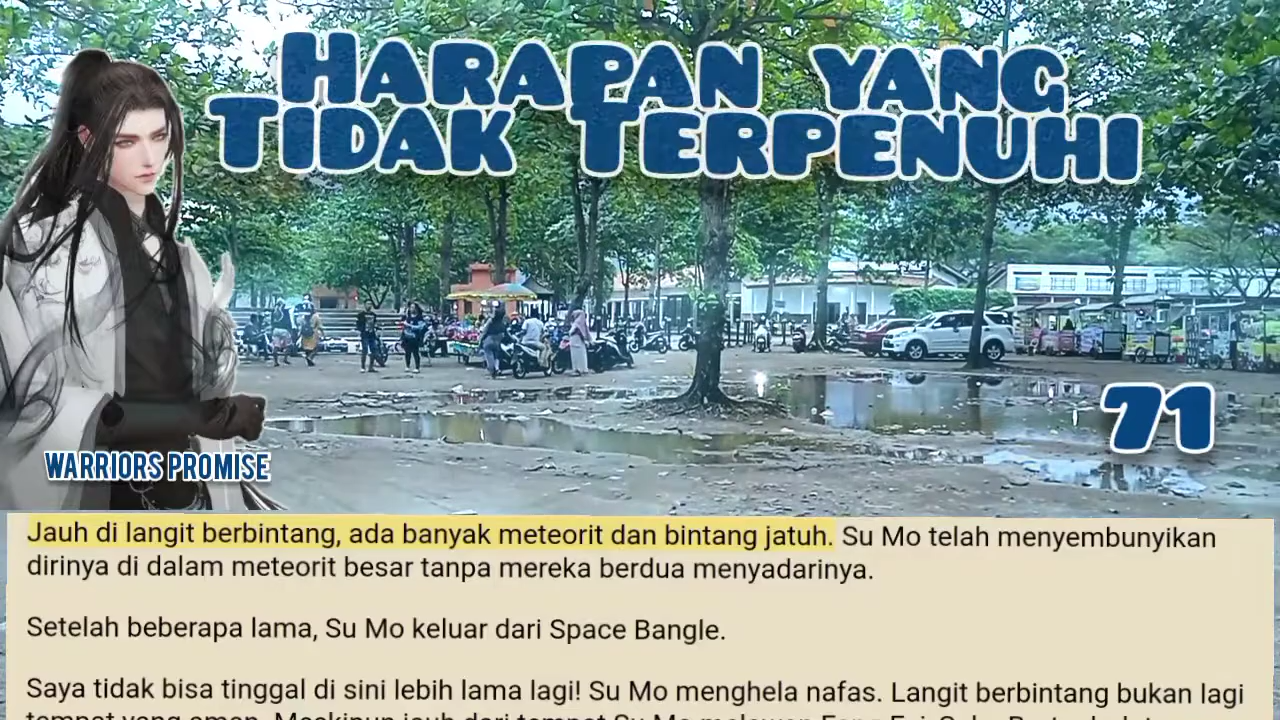 HARAPAN YANG
TIDAK TERPENUHI
71
WARRIORS PROMISE
Jauh di langit berbintang, ada banyak meteorit dan bintang jatuh. Su Mo telah menyembunyikan
dirinya di dalam meteorit besar tanpa mereka berdua menyadarinya.
Setelah beberapa lama, Su Mo keluar dari Space Bangle.
Saya tidak bisa tinggal di sini lebih lama lagi! Su Mo menghela nafas. Langit berbintang bukan lagi